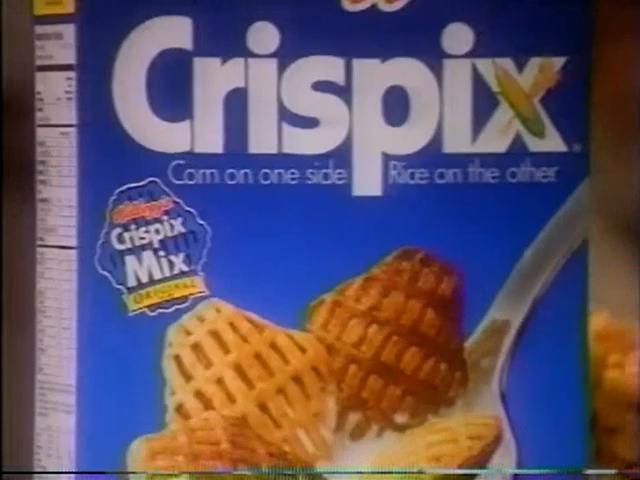 Crispix
Corn on one side Rice on the other
Kellogg's
Crispix
Mix
ORIGINAL